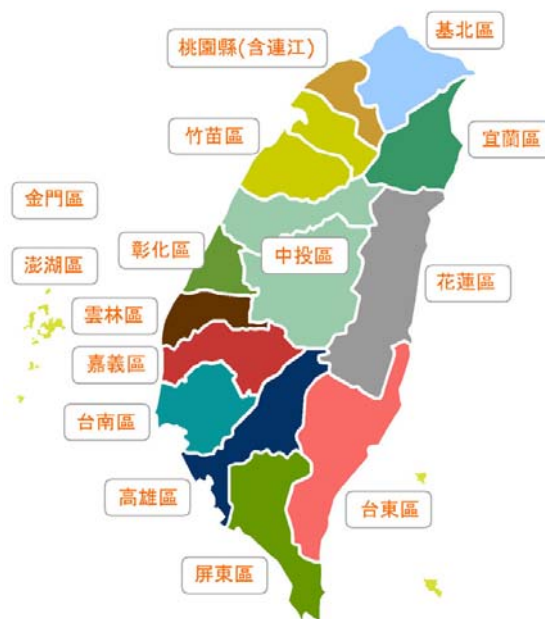 基北區
桃園縣(含連江)
竹苗區
宜蘭區
金門區
彰化區
中投區
澎湖區
花蓮區
雲林區
嘉義區
台南區
高雄區
台東區
屏東區